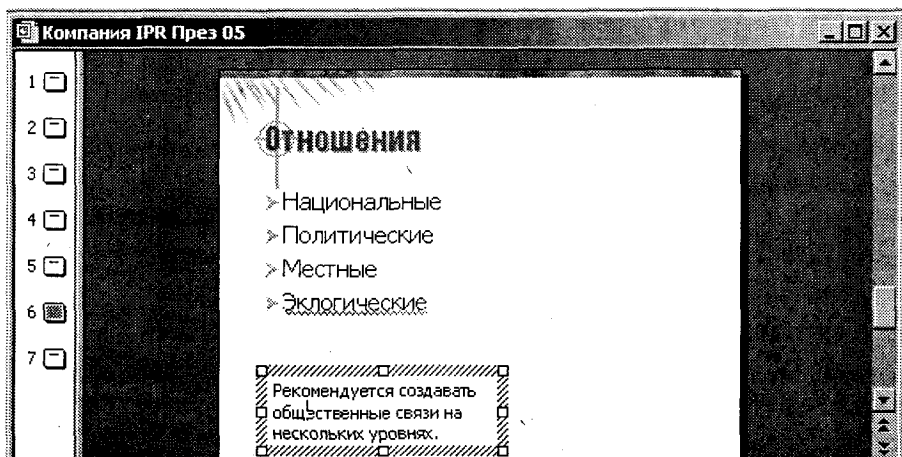 Компания IPR През 05
1
2
3
4
5
6
7
Отношения
Национальные
Политические
Местные
Эклогические
Рекомендуется создавать
общественные связи на
нескольких уровнях.